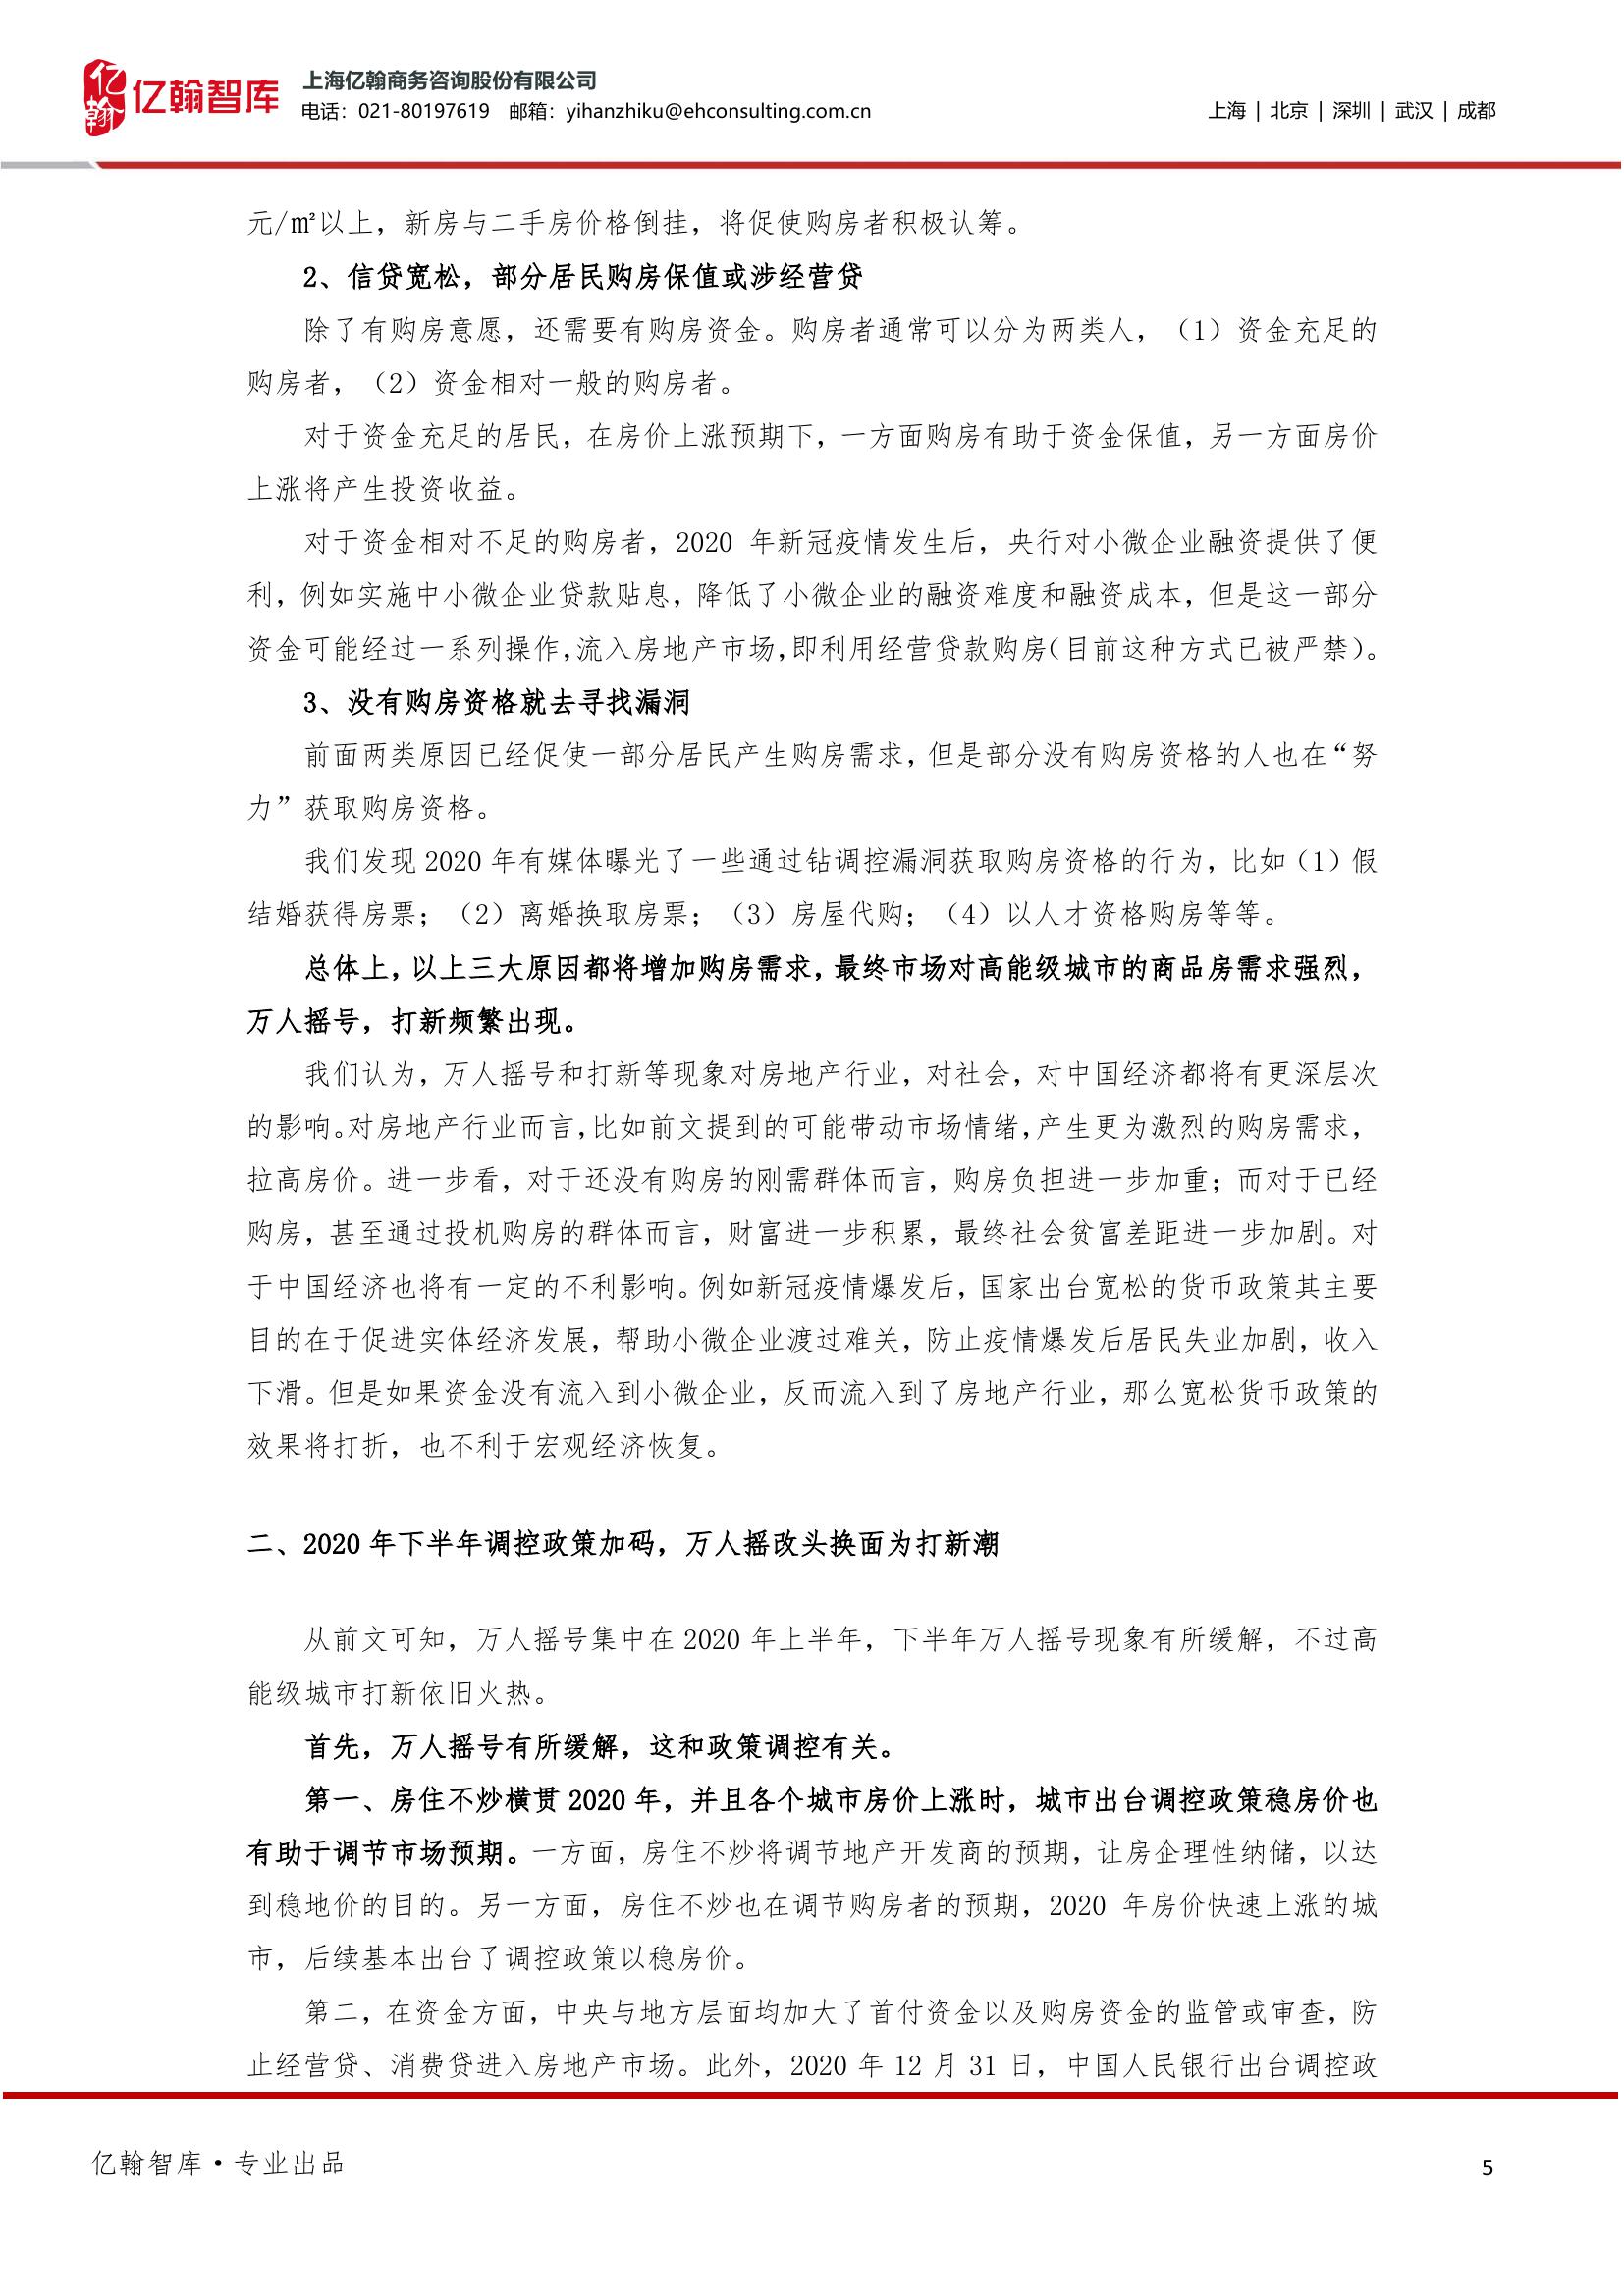 亿翰
亿翰智库
上海亿翰商务咨询股份有限公司
电话：021-80197619 邮箱：yihanzhiku@ehconsulting.com.cn
上海 | 北京 | 深圳 | 武汉 | 成都
元/㎡以上，新房与二手房价格倒挂，将促使购房者积极认筹。
2、信贷宽松，部分居民购房保值或涉经营贷
除了有购房意愿，还需要有购房资金。购房者通常可以分为两类人，（1）资金充足的
购房者，（2）资金相对一般的购房者。
对于资金充足的居民，在房价上涨预期下，一方面购房有助于资金保值，另一方面房价
上涨将产生投资收益。
对于资金相对不足的购房者，2020 年新冠疫情发生后，央行对小微企业融资提供了便
利，例如实施中小微企业贷款贴息，降低了小微企业的融资难度和融资成本，但是这一部分
资金可能经过一系列操作，流入房地产市场，即利用经营贷款购房（目前这种方式已被严禁）。
3、没有购房资格就去寻找漏洞
前面两类原因已经促使一部分居民产生购房需求，但是部分没有购房资格的人也在“努
力”获取购房资格。
我们发现 2020 年有媒体曝光了一些通过钻调控漏洞获取购房资格的行为，比如（1）假
结婚获得房票；（2）离婚换取房票；（3）房屋代购；（4）以人才资格购房等等。
总体上，以上三大原因都将增加购房需求，最终市场对高能级城市的商品房需求强烈，
万人摇号，打新频繁出现。
我们认为，万人摇号和打新等现象对房地产行业，对社会，对中国经济都将有更深层次
的影响。对房地产行业而言，比如前文提到的可能带动市场情绪，产生更为激烈的购房需求，
拉高房价。进一步看，对于还没有购房的刚需群体而言，购房负担进一步加重；而对于已经
购房，甚至通过投机购房的群体而言，财富进一步积累，最终社会贫富差距进一步加剧。对
于中国经济也将有一定的不利影响。例如新冠疫情爆发后，国家出台宽松的货币政策其主要
目的在于促进实体经济发展，帮助小微企业渡过难关，防止疫情爆发后居民失业加剧，收入
下滑。但是如果资金没有流入到小微企业，反而流入到了房地产行业，那么宽松货币政策的
效果将打折，也不利于宏观经济恢复。
二、2020 年下半年调控政策加码，万人摇改头换面为打新潮
从前文可知，万人摇号集中在 2020 年上半年，下半年万人摇号现象有所缓解，不过高
能级城市打新依旧火热。
首先，万人摇号有所缓解，这和政策调控有关。
第一、房住不炒横贯 2020 年，并且各个城市房价上涨时，城市出台调控政策稳房价也
有助于调节市场预期。一方面，房住不炒将调节地产开发商的预期，让房企理性纳储，以达
到稳地价的目的。另一方面，房住不炒也在调节购房者的预期，2020 年房价快速上涨的城
市，后续基本出台了调控政策以稳房价。
第二，在资金方面，中央与地方层面均加大了首付资金以及购房资金的监管或审查，防
止经营贷、消费贷进入房地产市场。此外，2020 年 12 月 31 日，中国人民银行出台调控政
亿翰智库·专业出品
5